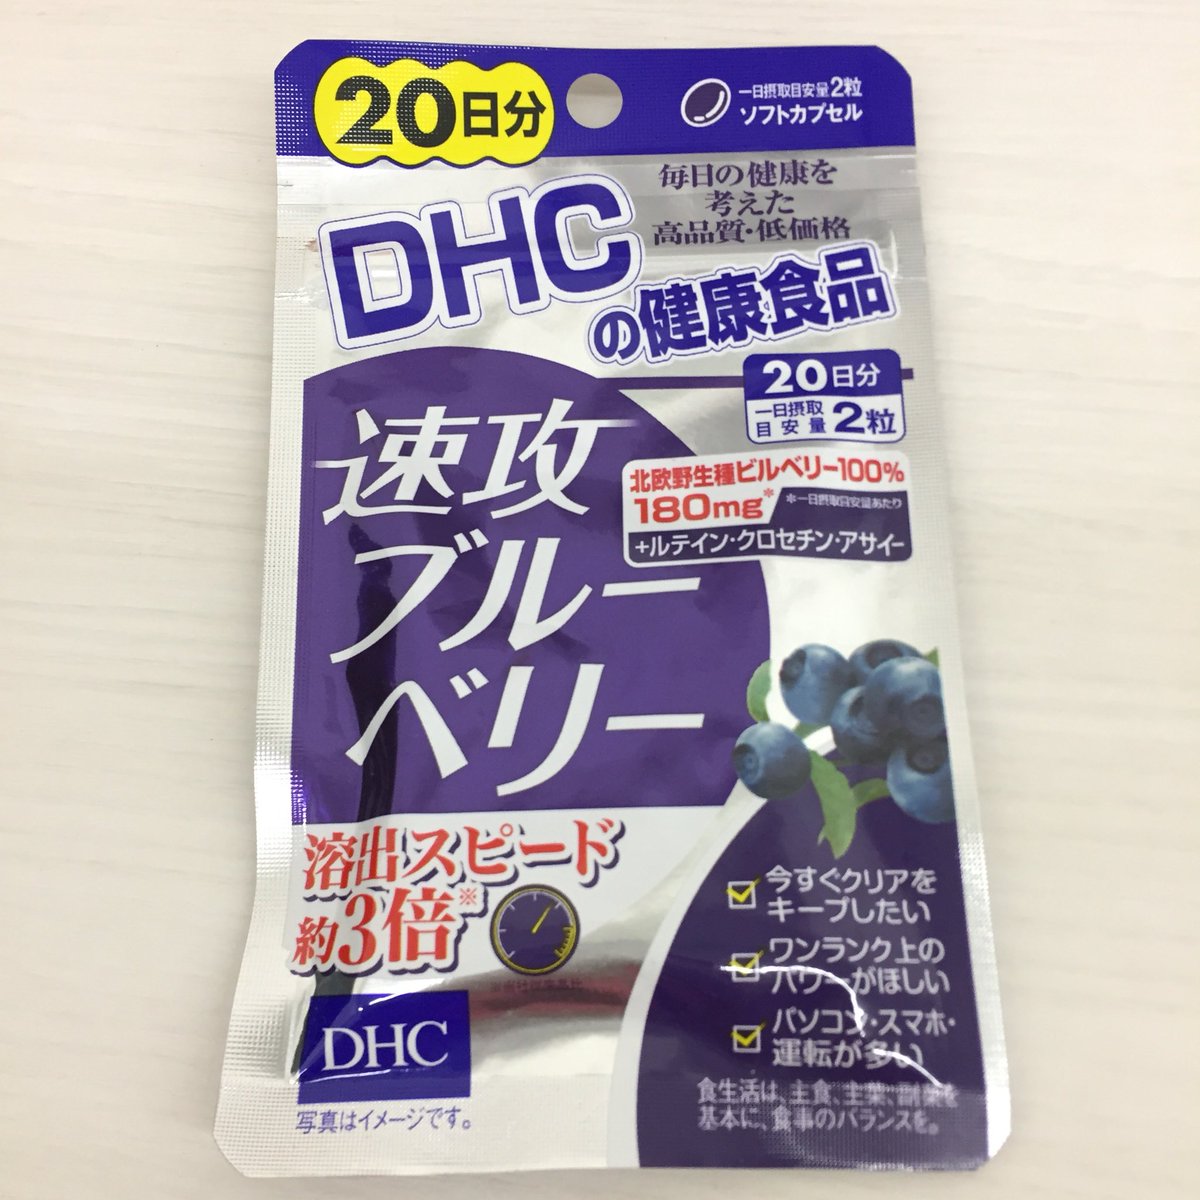 20日分
一日摂取目安量2粒
ソフトカプセル
毎日の健康を
考えた
高品質・低価格
DHC
の健康食品
20日分
一日摂取
目安量 2粒
北欧野生種ビルベリー100%
180mg* *一日摂取目安量あたり
+ルテイン・クロセチン・アサイー
速攻
ブルー
ベリー
溶出スピード
約3倍※
今すぐクリアを
キープしたい
ワンランク上の
パワーがほしい
パソコン・スマホ・
運転が多い
DHC
写真はイメージです。
食生活は、主食、主菜、副菜を
基本に、食事のバランスを。